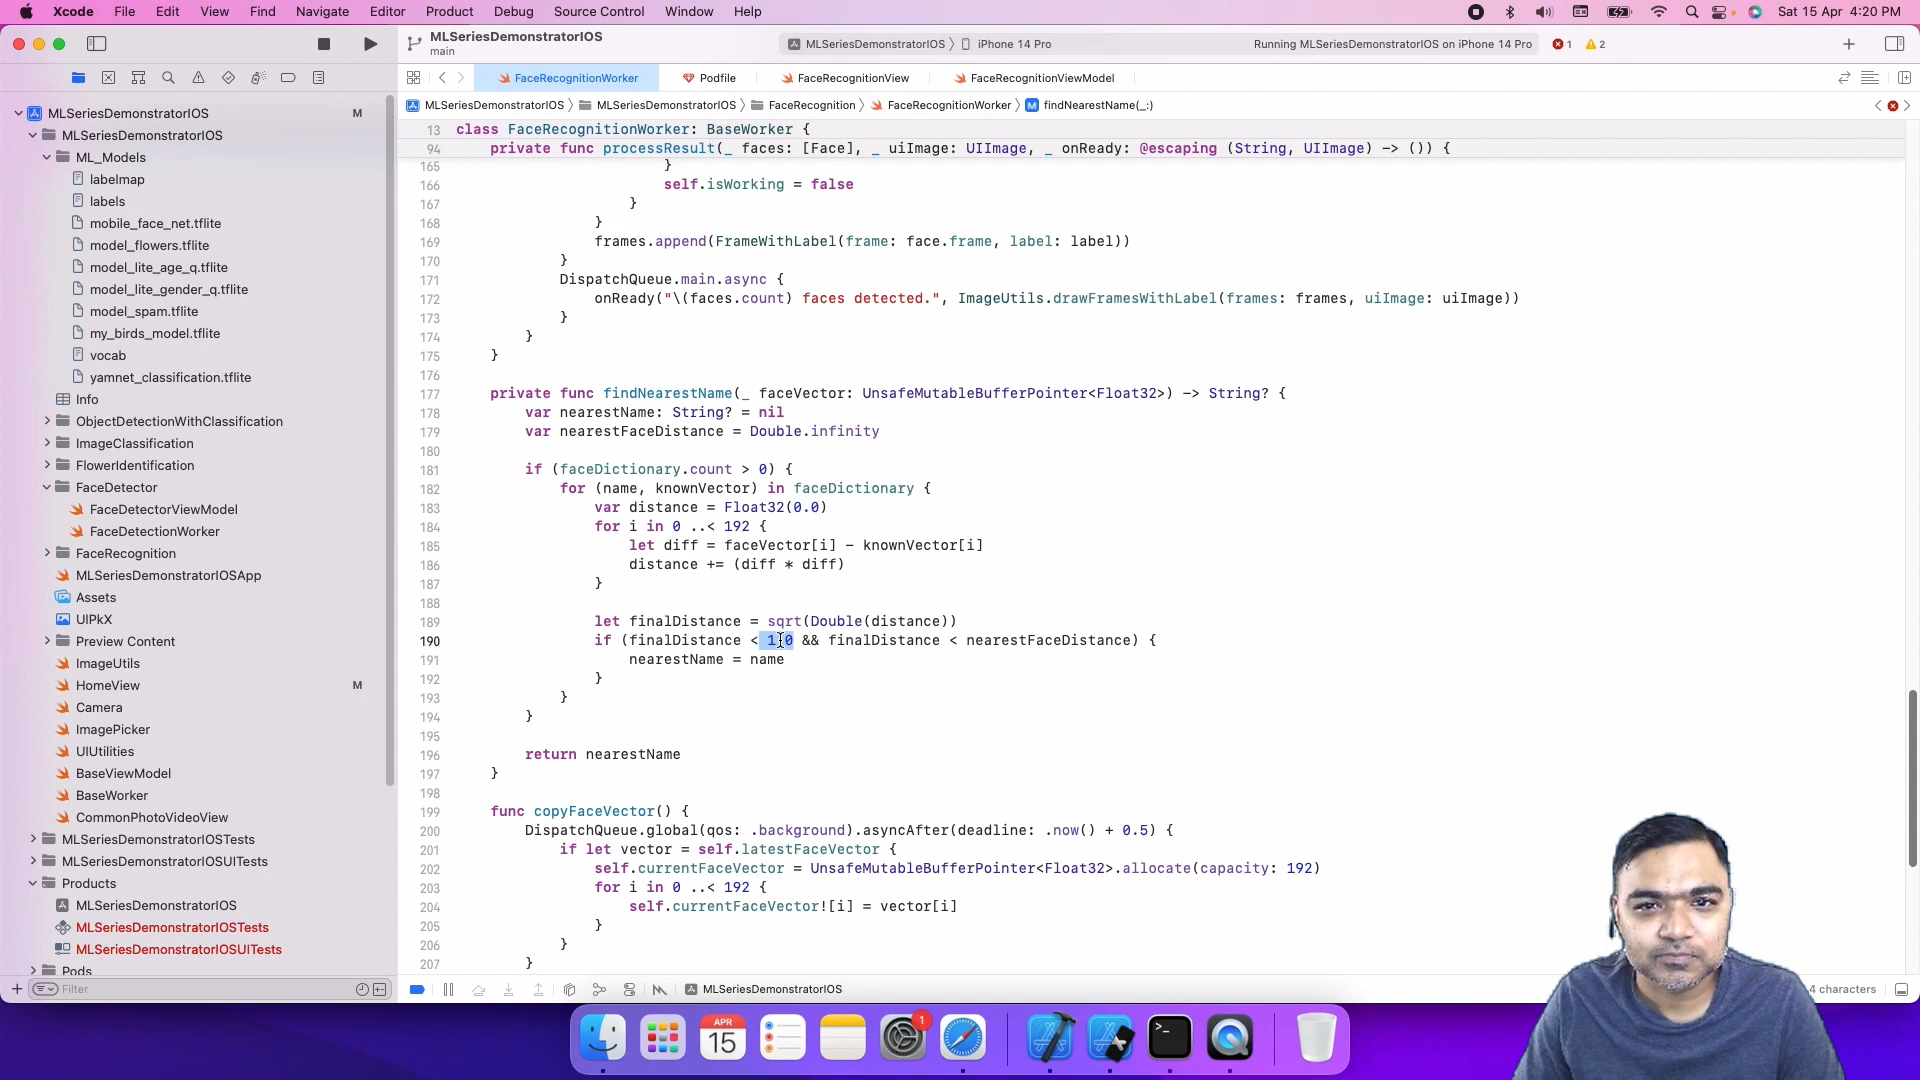 Xcode File Edit View Find Navigate Editor Product Debug Source Control Window Help Sat 15 Apr 4:20 PM
MLSeriesDemonstratorIOS
main
MLSeriesDemonstratorIOS iPhone 14 Pro Running MLSeriesDemonstratorIOS on iPhone 14 Pro 1 2
FaceRecognitionWorker Podfile FaceRecognitionView FaceRecognitionViewModel
MLSeriesDemonstratorIOS MLSeriesDemonstratorIOS FaceRecognition FaceRecognitionWorker findNearestName(_:)
MLSeriesDemonstratorIOS M
MLSeriesDemonstratorIOS
ML_Models
labelmap
labels
mobile_face_net.tflite
model_flowers.tflite
model_lite_age_q.tflite
model_lite_gender_q.tflite
model_spam.tflite
my_birds_model.tflite
vocab
yamnet_classification.tflite
Info
ObjectDetectionWithClassification
ImageClassification
FlowerIdentification
FaceDetector
FaceDetectorViewModel
FaceDetectionWorker
FaceRecognition
MLSeriesDemonstratorIOSApp
Assets
UIPkX
Preview Content
ImageUtils
HomeView M
Camera
ImagePicker
UIUtilities
BaseViewModel
BaseWorker
CommonPhotoVideoView
MLSeriesDemonstratorIOSTests
MLSeriesDemonstratorIOSUITests
Products
MLSeriesDemonstratorIOS
MLSeriesDemonstratorIOSTests
MLSeriesDemonstratorIOSUITests
Pods
Filter
13 class FaceRecognitionWorker: BaseWorker {
94 private func processResult(_ faces: [Face], _ uiImage: UIImage, _ onReady: @escaping (String, UIImage) -> ()) {
165 }
166 self.isWorking = false
167 }
168 }
169 frames.append(FrameWithLabel(frame: face.frame, label: label))
170 }
171 DispatchQueue.main.async {
172 onReady("\(faces.count) faces detected.", ImageUtils.drawFramesWithLabel(frames: frames, uiImage: uiImage))
173 }
174 }
175 }
176
177 private func findNearestName(_ faceVector: UnsafeMutableBufferPointer<Float32>) -> String? {
178 var nearestName: String? = nil
179 var nearestFaceDistance = Double.infinity
180
181 if (faceDictionary.count > 0) {
182 for (name, knownVector) in faceDictionary {
183 var distance = Float32(0.0)
184 for i in 0 ..< 192 {
185 let diff = faceVector[i] - knownVector[i]
186 distance += (diff * diff)
187 }
188
189 let finalDistance = sqrt(Double(distance))
190 if (finalDistance < 1.0 && finalDistance < nearestFaceDistance) {
191 nearestName = name
192 }
193 }
194 }
195
196 return nearestName
197 }
198
199 func copyFaceVector() {
200 DispatchQueue.global(qos: .background).asyncAfter(deadline: .now() + 0.5) {
201 if let vector = self.latestFaceVector {
202 self.currentFaceVector = UnsafeMutableBufferPointer<Float32>.allocate(capacity: 192)
203 for i in 0 ..< 192 {
204 self.currentFaceVector![i] = vector[i]
205 }
206 }
207 }
MLSeriesDemonstratorIOS
4 characters
APR
15
1